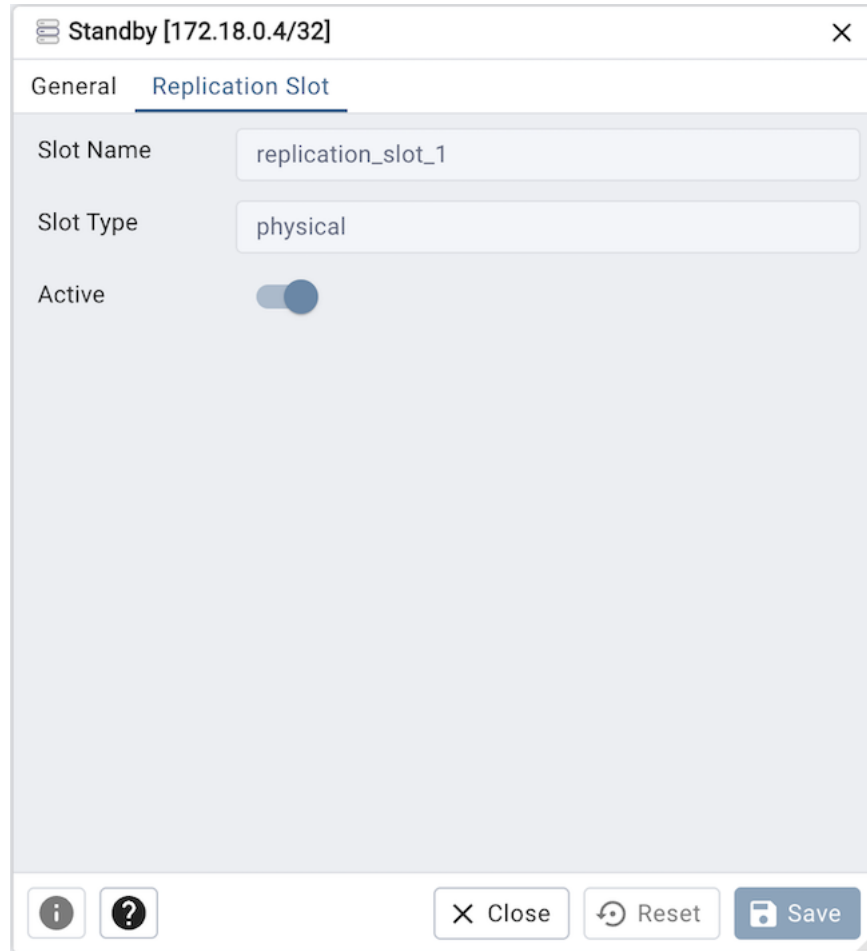 Standby [172.18.0.4/32]
General Replication Slot
Slot Name replication_slot_1
Slot Type physical
Active
Close Reset Save